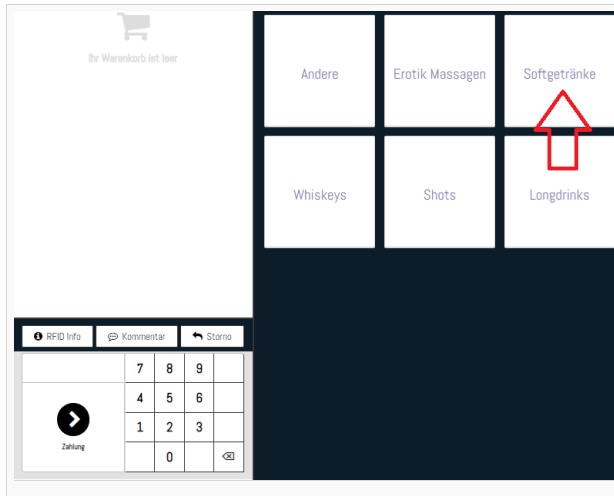 Ihr Warenkorb ist leer
Andere
Erotik Massagen
Softgetränke
Whiskeys
Shots
Longdrinks
RFID Info
Kommentar
Storno
7 8 9
4 5 6
1 2 3
0
Zahlung